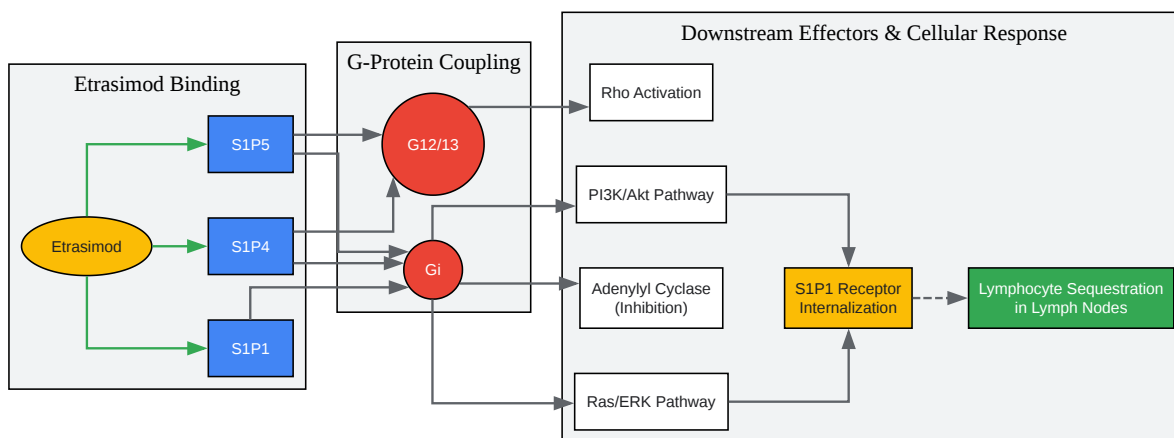 Etrasimod Binding
Etrasimod
S1P5
S1P4
S1P1
G-Protein Coupling
G12/13
Gi
Downstream Effectors & Cellular Response
Rho Activation
PI3K/Akt Pathway
Adenylyl Cyclase
(Inhibition)
Ras/ERK Pathway
S1P1 Receptor
Internalization
Lymphocyte Sequestration
in Lymph Nodes